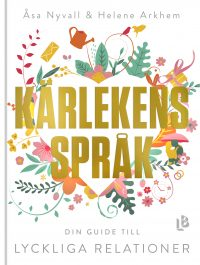 Åsa Nyvall & Helene Arkhem
KÄRLEKENS
SPRÅK
LB
DIN GUIDE TILL
LYCKLIGA RELATIONER